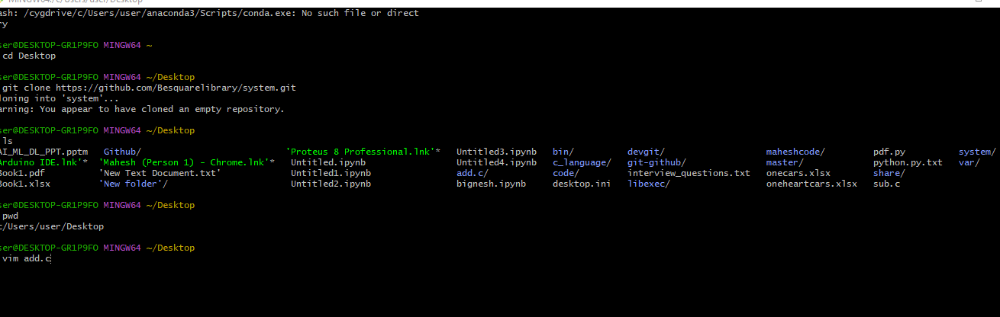 MINGW64:/c/Users/user/Desktop
ash: /cygdrive/c/Users/user/anaconda3/Scripts/conda.exe: No such file or direct
ry
ser@DESKTOP-GR1P9FO MINGW64 ~
cd Desktop
ser@DESKTOP-GR1P9FO MINGW64 ~/Desktop
git clone https://github.com/Besquarelibrary/system.git
loning into 'system'...
arning: You appear to have cloned an empty repository.
ser@DESKTOP-GR1P9FO MINGW64 ~/Desktop
ls
AI_ML_DL_PPT.pptm Github/ 'Proteus 8 Professional.lnk'* Untitled3.ipynb bin/ devgit/ maheshcode/ pdf.py system/
Arduino IDE.lnk'* 'Mahesh (Person 1) - Chrome.lnk'* Untitled.ipynb Untitled4.ipynb c_language/ git-github/ master/ python.py.txt var/
Book1.pdf 'New Text Document.txt' Untitled1.ipynb add.c/ code/ interview_questions.txt onecars.xlsx share/
Book1.xlsx 'New folder'/ Untitled2.ipynb bignesh.ipynb desktop.ini libexec/ oneheartcars.xlsx sub.c
ser@DESKTOP-GR1P9FO MINGW64 ~/Desktop
pwd
c/Users/user/Desktop
ser@DESKTOP-GR1P9FO MINGW64 ~/Desktop
vim add.c